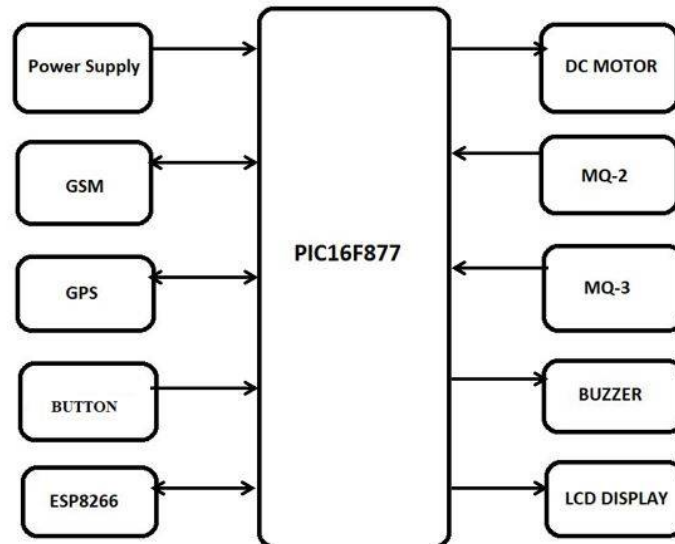 Power Supply
GSM
GPS
BUTTON
ESP8266
PIC16F877
DC MOTOR
MQ-2
MQ-3
BUZZER
LCD DISPLAY